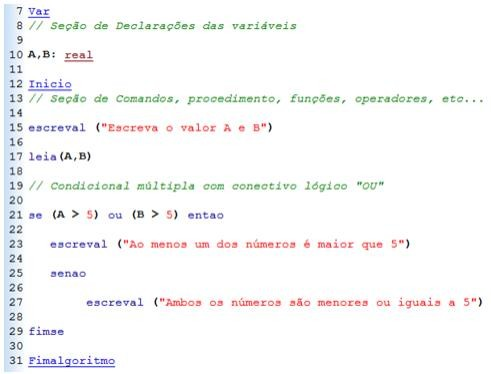 7 Var
8 // Seção de Declarações das variáveis
9
10 A,B: real
11
12 Inicio
13 // Seção de Comandos, procedimento, funções, operadores, etc...
14
15 escreval ("Escreva o valor A e B")
16
17 leia(A,B)
18
19 // Condicional múltipla com conectivo lógico "OU"
20
21 se (A > 5) ou (B > 5) entao
22
23 escreval ("Ao menos um dos números é maior que 5")
24
25 senao
26
27 escreval ("Ambos os números são menores ou iguais a 5")
28
29 fimse
30
31 Fimalgoritmo